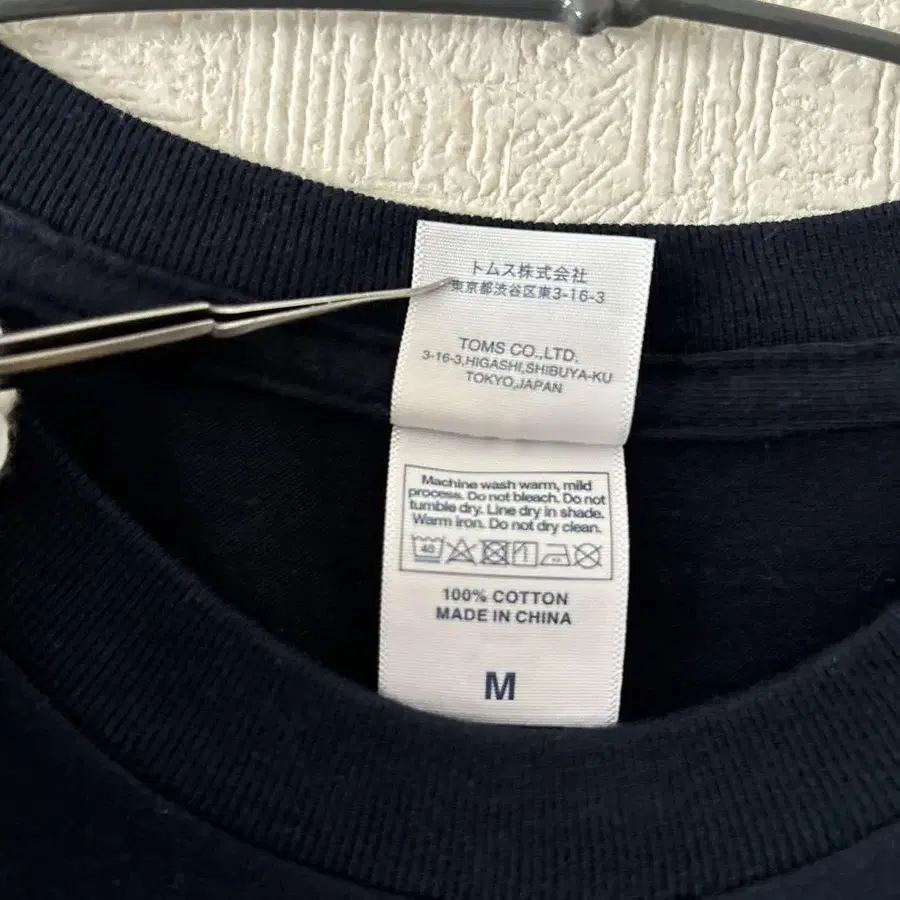 トムス株式会社
東京都渋谷区東3-16-3
TOMS CO.,LTD.
3-16-3,HIGASHI,SHIBUYA-KU
TOKYO,JAPAN
Machine wash warm, mild
process. Do not bleach. Do not
tumble dry. Line dry in shade.
Warm iron. Do not dry clean.
40
100% COTTON
MADE IN CHINA
M